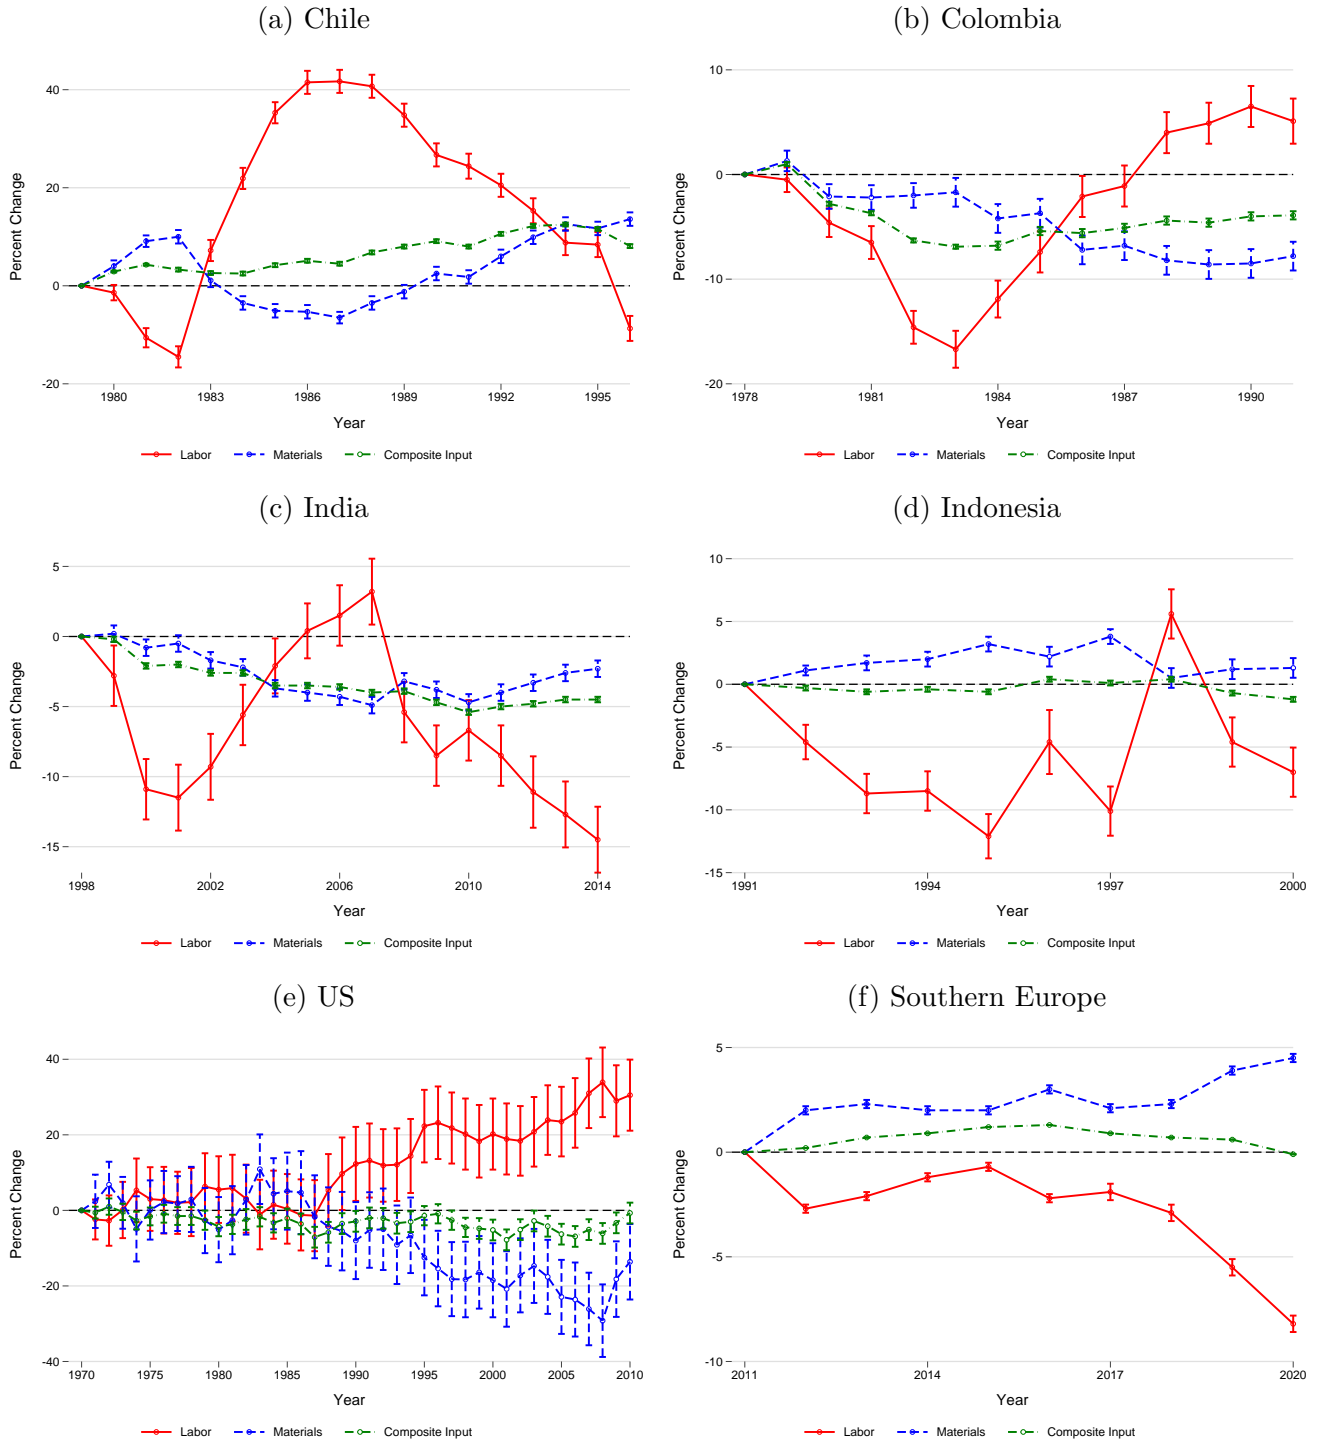 (a) Chile
Percent Change
40
20
0
-20
1980 1983 1986 1989 1992 1995
Year
Labor Materials Composite Input
(b) Colombia
Percent Change
10
0
-10
-20
1978 1981 1984 1987 1990
Year
Labor Materials Composite Input
(c) India
Percent Change
5
0
-5
-10
-15
1998 2002 2006 2010 2014
Year
Labor Materials Composite Input
(d) Indonesia
Percent Change
10
5
0
-5
-10
-15
1991 1994 1997 2000
Year
Labor Materials Composite Input
(e) US
Percent Change
40
20
0
-20
-40
1970 1975 1980 1985 1990 1995 2000 2005 2010
Year
Labor Materials Composite Input
(f) Southern Europe
Percent Change
5
0
-5
-10
2011 2014 2017 2020
Year
Labor Materials Composite Input